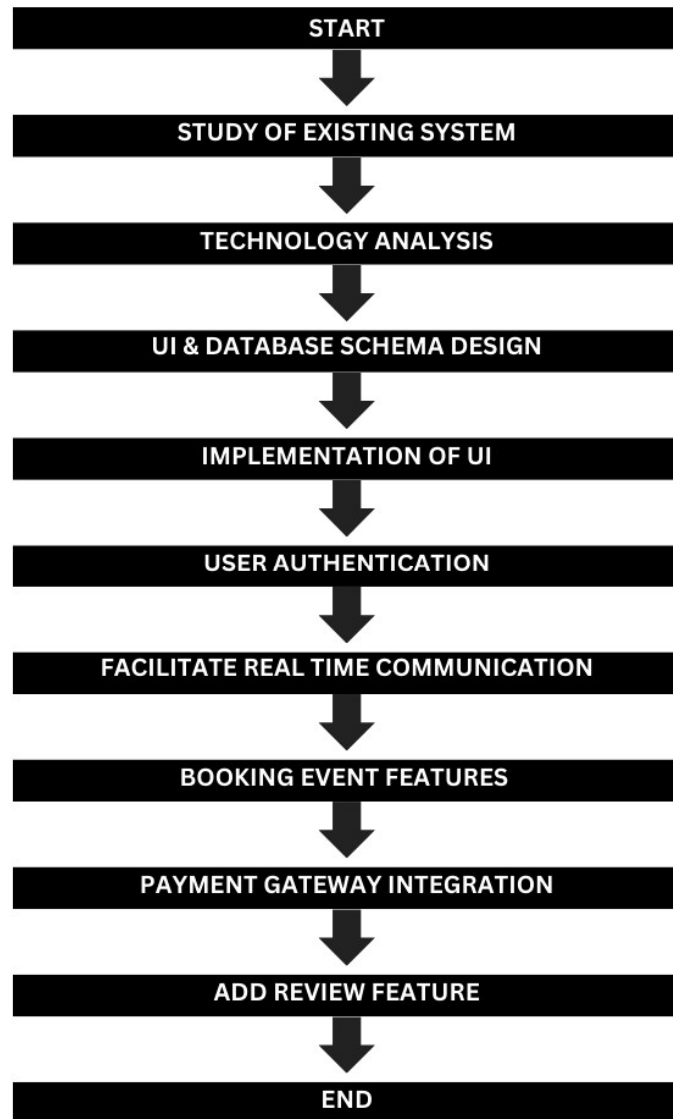 START
STUDY OF EXISTING SYSTEM
TECHNOLOGY ANALYSIS
UI & DATABASE SCHEMA DESIGN
IMPLEMENTATION OF UI
USER AUTHENTICATION
FACILITATE REAL TIME COMMUNICATION
BOOKING EVENT FEATURES
PAYMENT GATEWAY INTEGRATION
ADD REVIEW FEATURE
END